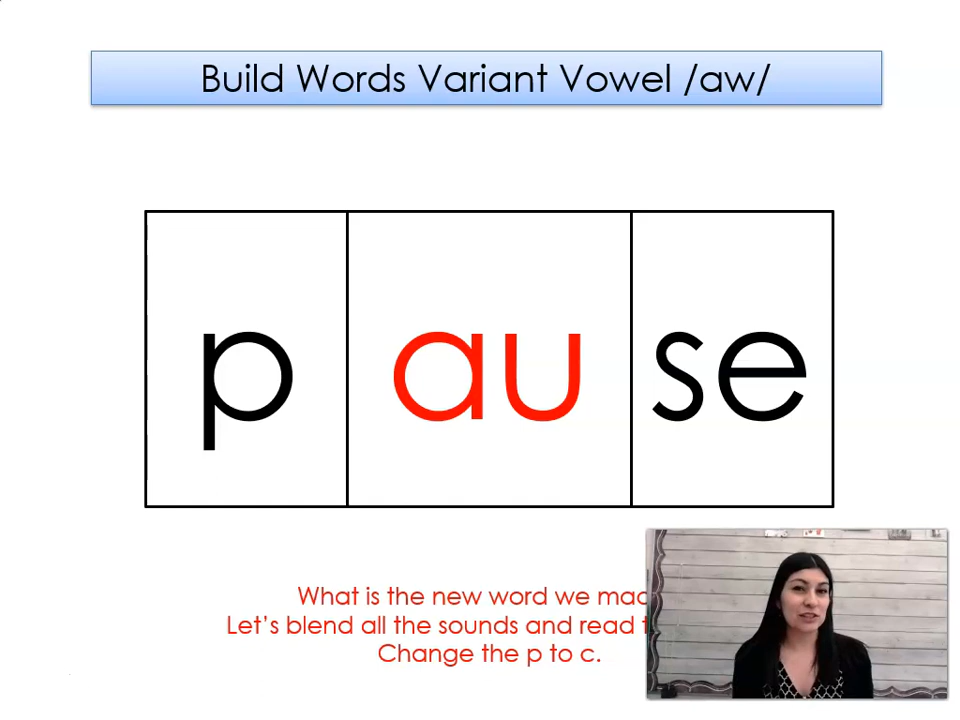 Build Words Variant Vowel /aw/
p au se
What is the new word we
Let's blend all the sounds and read
Change the p to c.